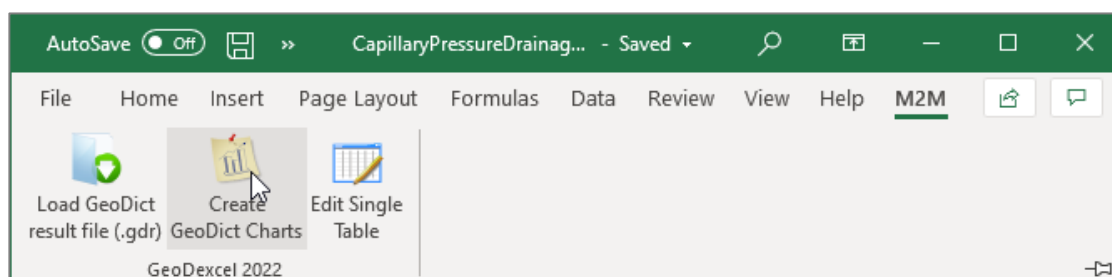 AutoSave Off » CapillaryPressureDrainag... - Saved
File Home Insert Page Layout Formulas Data Review View Help M2M
Load GeoDict Create Edit Single
result file (.gdr) GeoDict Charts Table
GeoDexcel 2022